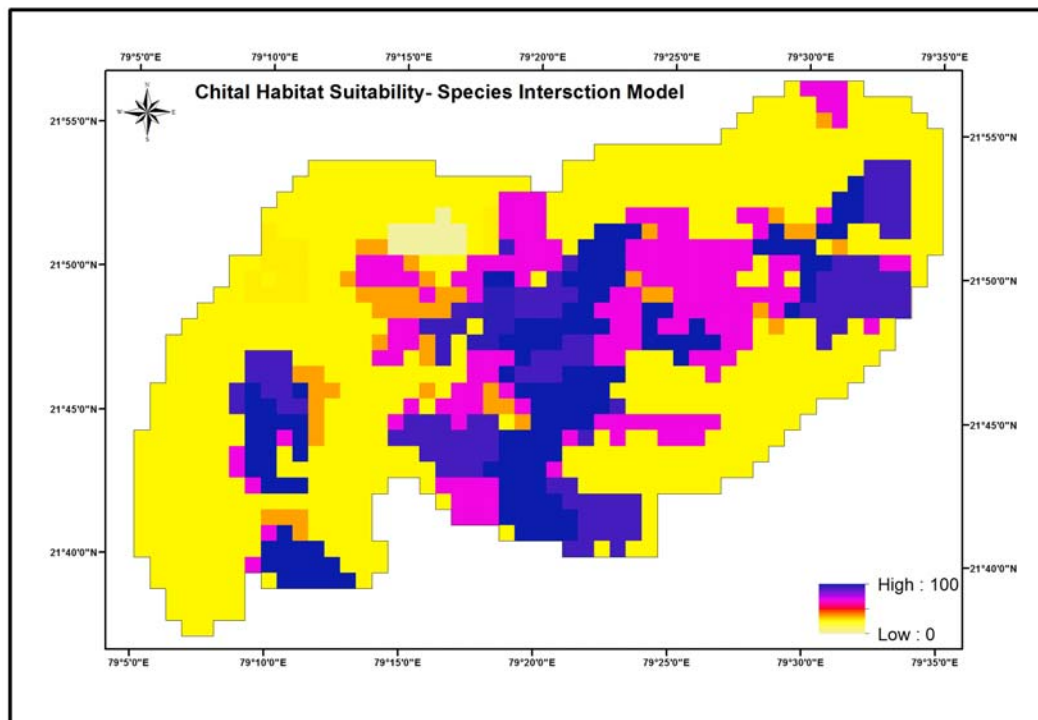 79°5'0"E 79°10'0"E 79°15'0"E 79°20'0"E 79°25'0"E 79°30'0"E 79°35'0"E
Chital Habitat Suitability- Species Intersction Model
N
W E
S
21°55'0"N 21°55'0"N
21°50'0"N 21°50'0"N
21°45'0"N 21°45'0"N
21°40'0"N 21°40'0"N
High : 100
Low : 0
79°5'0"E 79°10'0"E 79°15'0"E 79°20'0"E 79°25'0"E 79°30'0"E 79°35'0"E